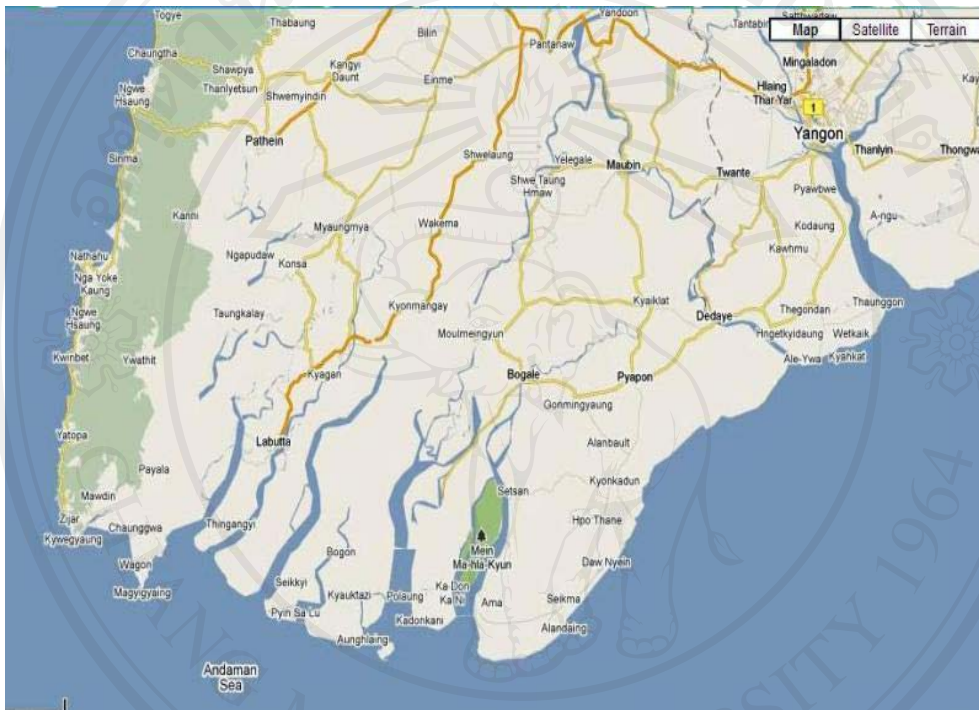 Togye
Thabaung
Yandoon
Bilin
Tantabin
Map Satellite Terrain
Pantanaw
Chaungtha
Kangyi
Daunt
Mingaladon
Shawpya
Thanlyetsun
Einme
Ngwe
Hsaung
Shwemyindin
Hlaing
Thar Yar
1
Yangon
Pathein
Shwelaung
Yelegale
Maubin
Thanlyin
Thongwa
Sinma
Twante
Shwe Taung
Hmaw
Pyawbwe
Kanni
Myaungmya
Wakema
A-ngu
Kodaung
Kawhmu
Nathahu
Ngapudaw
Konsa
Nga Yoke
Kaung
Kyonmangay
Kyaiklat
Thaunggon
Ngwe
Hsaung
Taungkalay
Dedaye
Thegondan
Moulmeingyun
Hngetkyidaung
Wetkaik
Kwinbet
Ywathit
Ale-Ywa
Kyahkat
Kyagan
Bogale
Pyapon
Gonmingyaung
Yatopa
Labutta
Alanbault
Payala
Kyonkadun
Mawdin
Setsan
Zijar
Chaunggwa
Thingangyi
Hpo Thane
Kywegyaung
Bogon
Mein
Ma-hla-Kyun
Wagon
Daw Nyein
Magyigyaing
Seikkyi
Ka Don
Ka Ni
Kyauktazi
Polaung
Ama
Seikma
Pyin Sa Lu
Kadonkani
Alandaing
Aunghlaing
Andaman
Sea
UNIVERSITY 1964